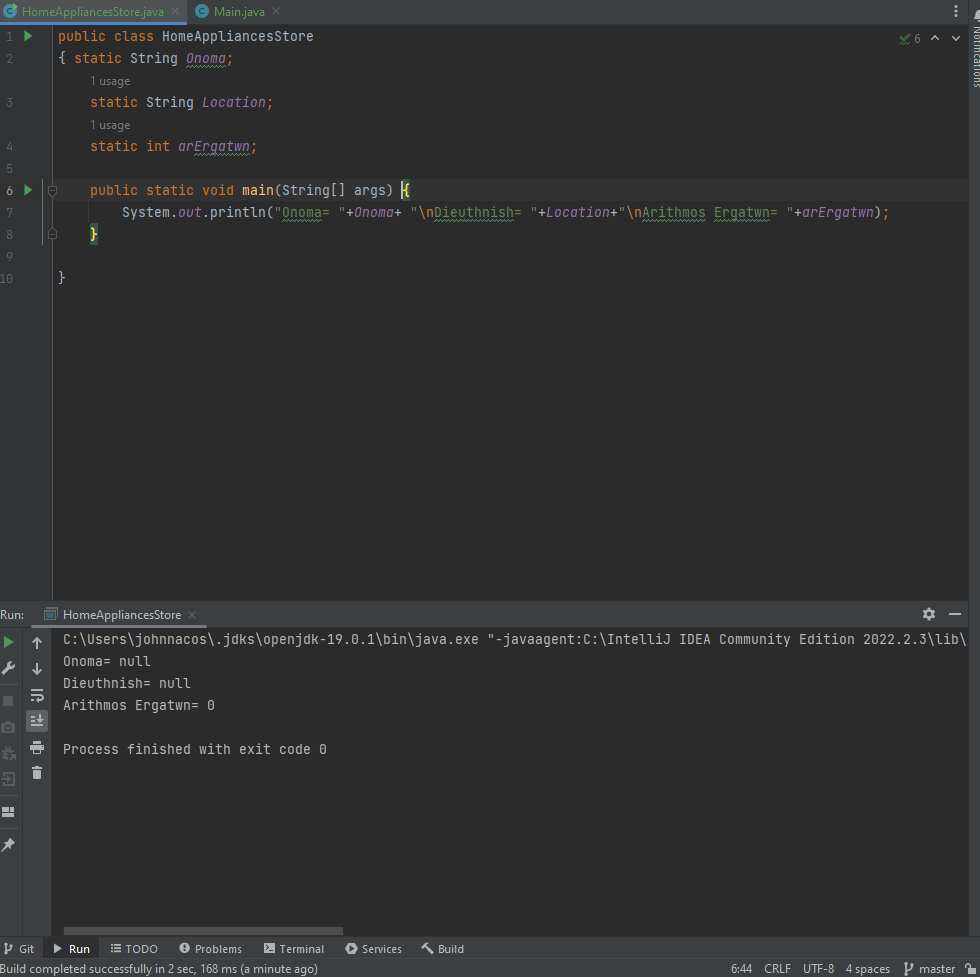 HomeAppliancesStore.java Main.java
1 public class HomeAppliancesStore 6
2 { static String Onoma;
1 usage
3 static String Location;
1 usage
4 static int arErgatwn;
5
6 public static void main(String[] args) {
7 System.out.println("Onoma= "+Onoma+ "\nDieuthnish= "+Location+"\nArithmos Ergatwn= "+arErgatwn);
8 }
9
10 }
Notifications
Run: HomeAppliancesStore
C:\Users\johnnacos\.jdks\openjdk-19.0.1\bin\java.exe "-javaagent:C:\IntelliJ IDEA Community Edition 2022.2.3\lib\
Onoma= null
Dieuthnish= null
Arithmos Ergatwn= 0
Process finished with exit code 0
Git Run TODO Problems Terminal Services Build
Build completed successfully in 2 sec, 168 ms (a minute ago) 6:44 CRLF UTF-8 4 spaces master